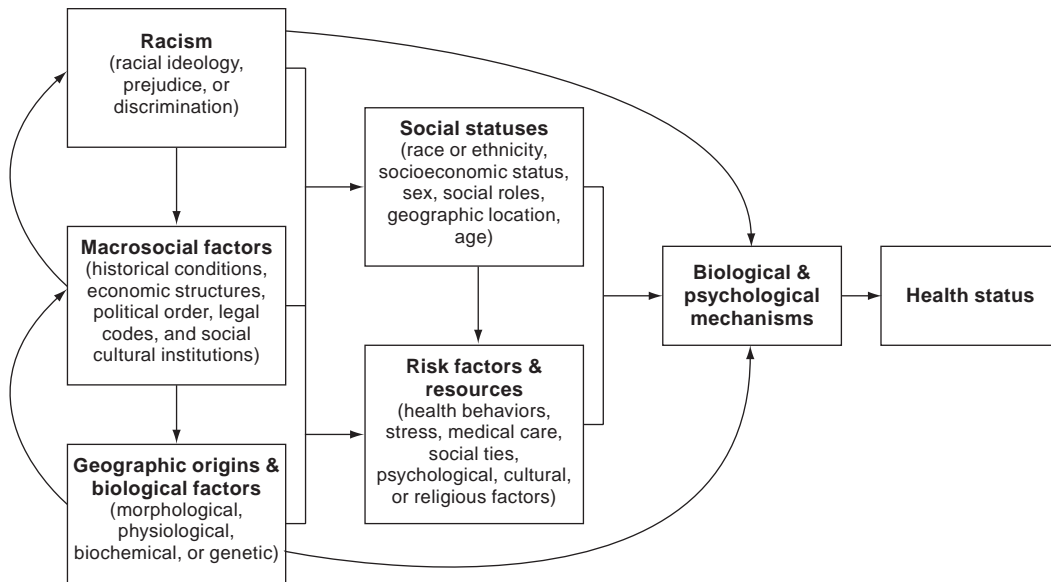 Racism
(racial ideology,
prejudice, or
discrimination)
Macrosocial factors
(historical conditions,
economic structures,
political order, legal
codes, and social
cultural institutions)
Geographic origins &
biological factors
(morphological,
physiological,
biochemical, or genetic)
Social statuses
(race or ethnicity,
socioeconomic status,
sex, social roles,
geographic location,
age)
Risk factors &
resources
(health behaviors,
stress, medical care,
social ties,
psychological, cultural,
or religious factors)
Biological &
psychological
mechanisms
Health status